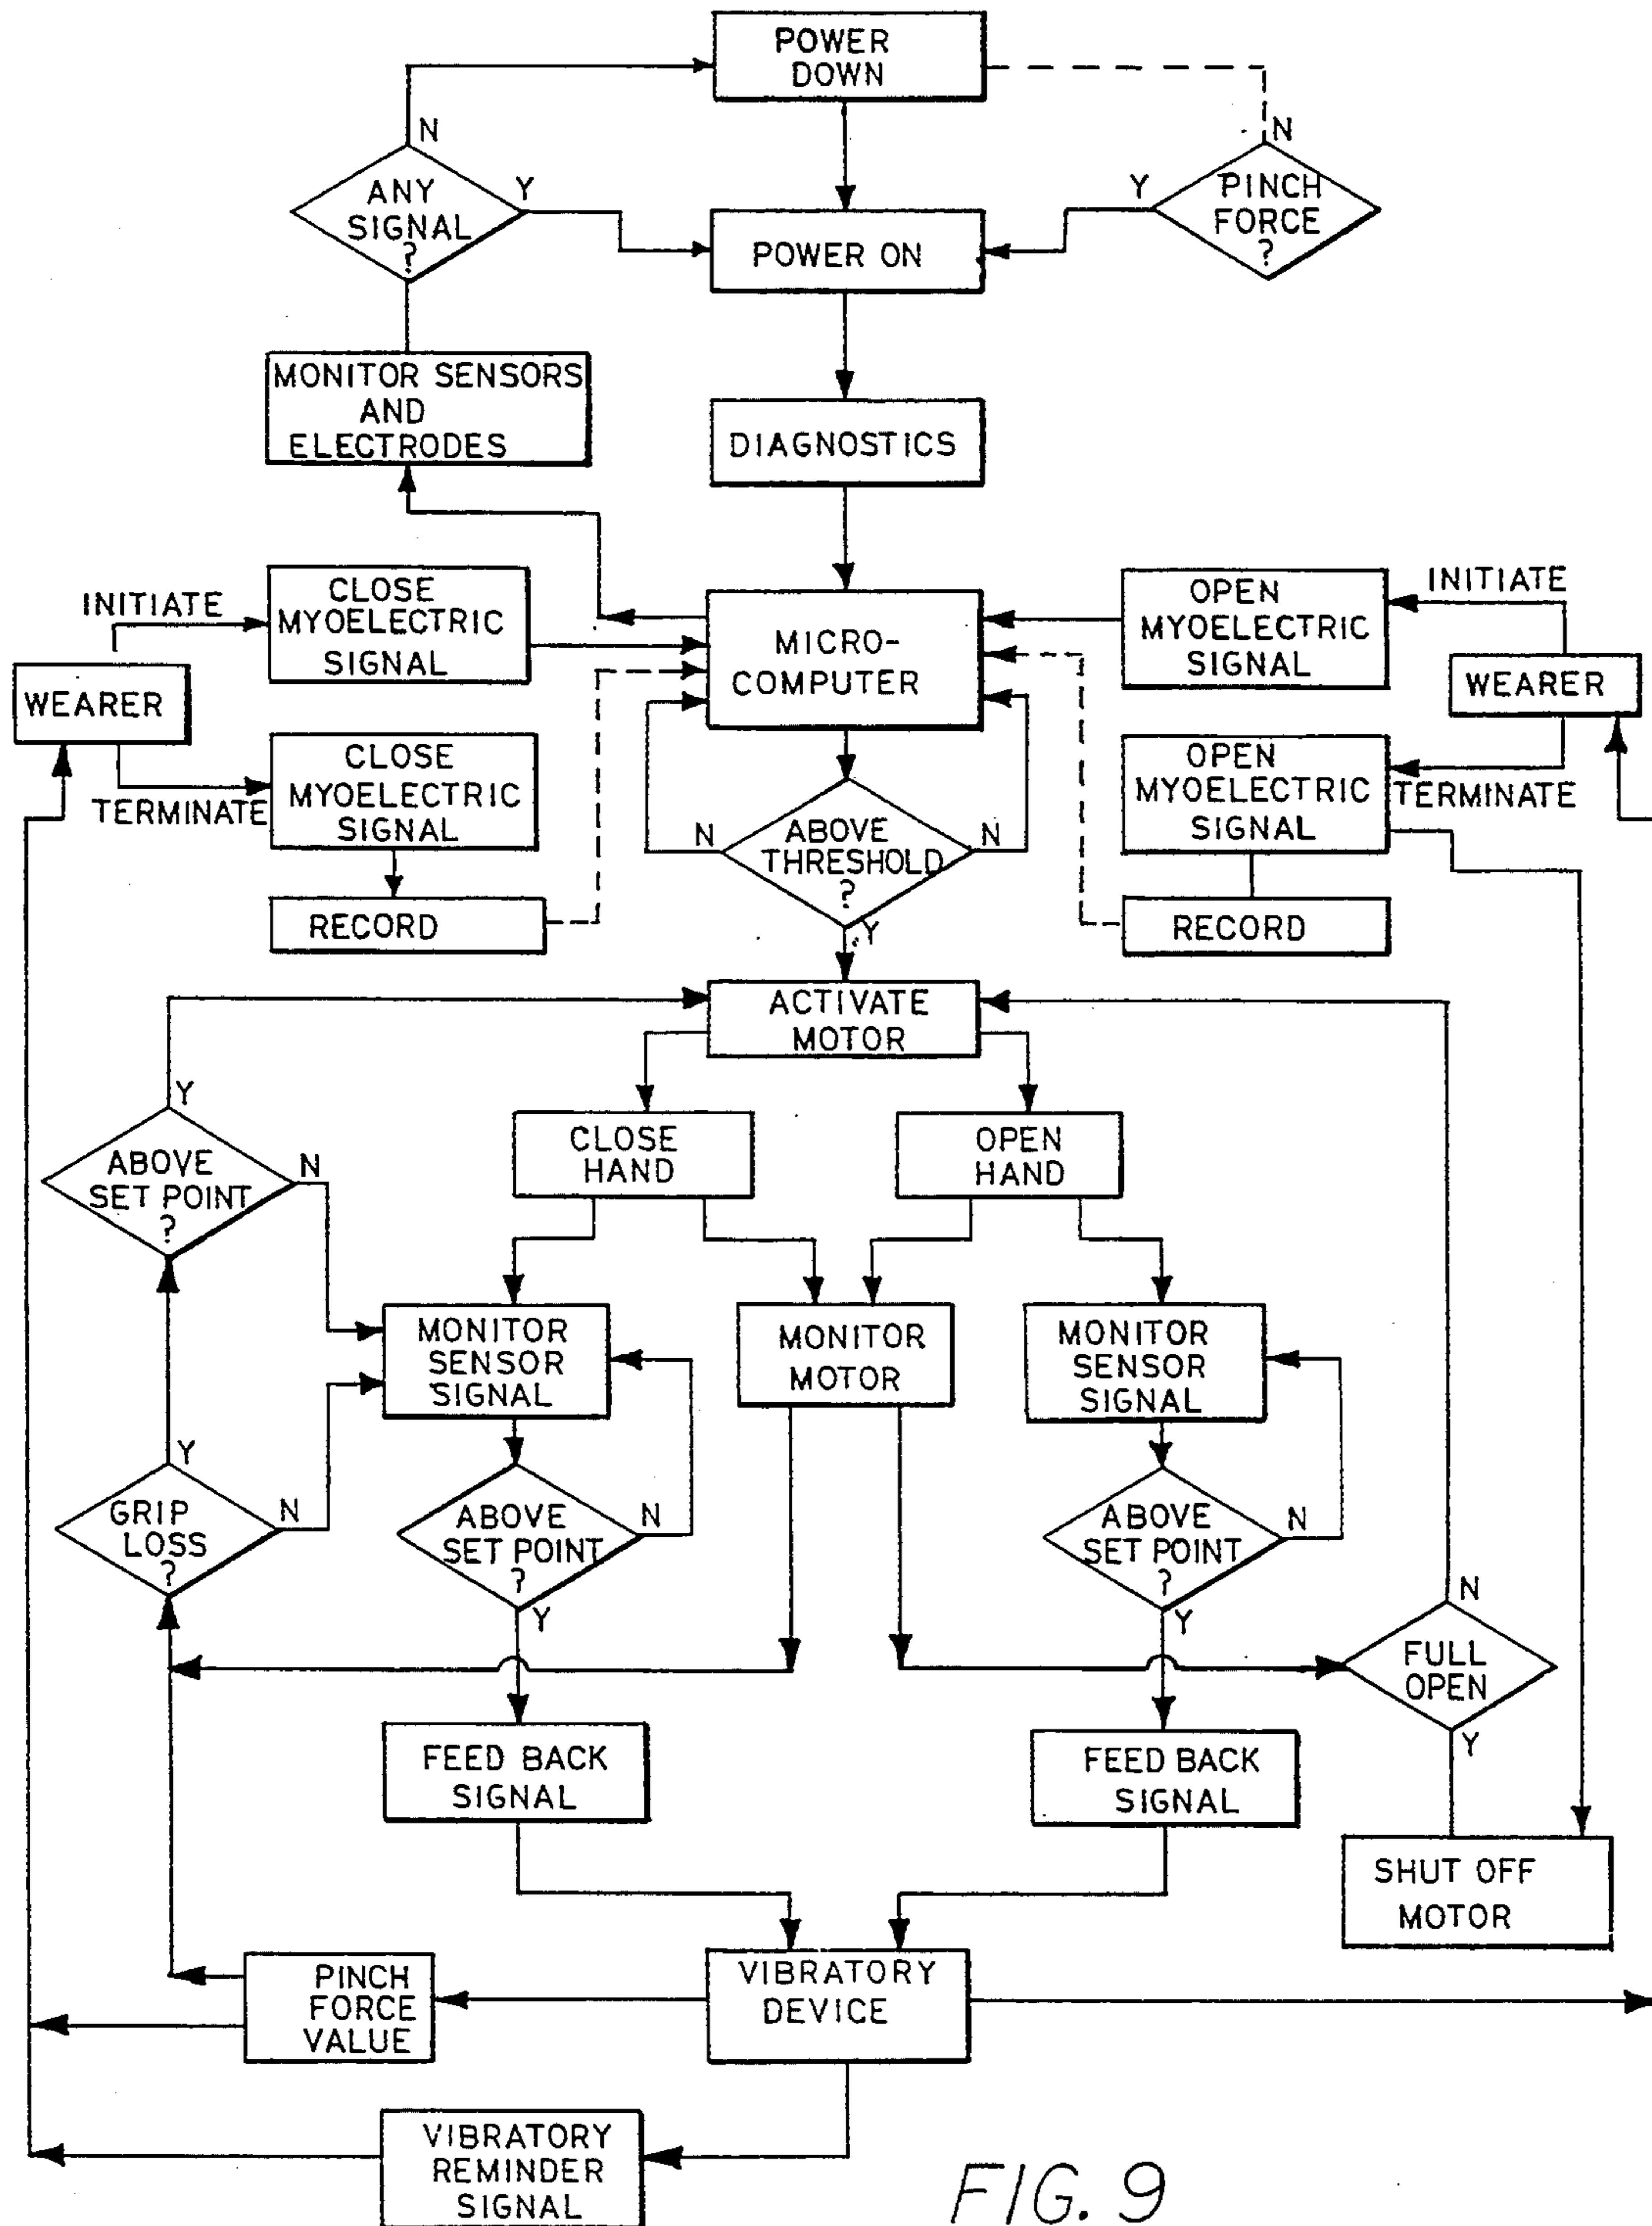 POWER
DOWN
N
N
ANY
SIGNAL
?
Y
Y
PINCH
FORCE
?
POWER ON
MONITOR SENSORS
AND
ELECTRODES
DIAGNOSTICS
INITIATE
CLOSE
MYOELECTRIC
SIGNAL
MICRO-
COMPUTER
OPEN
MYOELECTRIC
SIGNAL
INITIATE
WEARER
WEARER
TERMINATE
CLOSE
MYOELECTRIC
SIGNAL
OPEN
MYOELECTRIC
SIGNAL
TERMINATE
N
ABOVE
THRESHOLD
?
N
Y
RECORD
RECORD
ACTIVATE
MOTOR
Y
ABOVE
SET POINT
?
N
CLOSE
HAND
OPEN
HAND
MONITOR
SENSOR
SIGNAL
MONITOR
MOTOR
MONITOR
SENSOR
SIGNAL
Y
GRIP
LOSS
?
N
ABOVE
SET POINT
?
N
Y
ABOVE
SET POINT
?
N
Y
N
FULL
OPEN
Y
FEED BACK
SIGNAL
FEED BACK
SIGNAL
SHUT OFF
MOTOR
PINCH
FORCE
VALUE
VIBRATORY
DEVICE
VIBRATORY
REMINDER
SIGNAL
FIG. 9